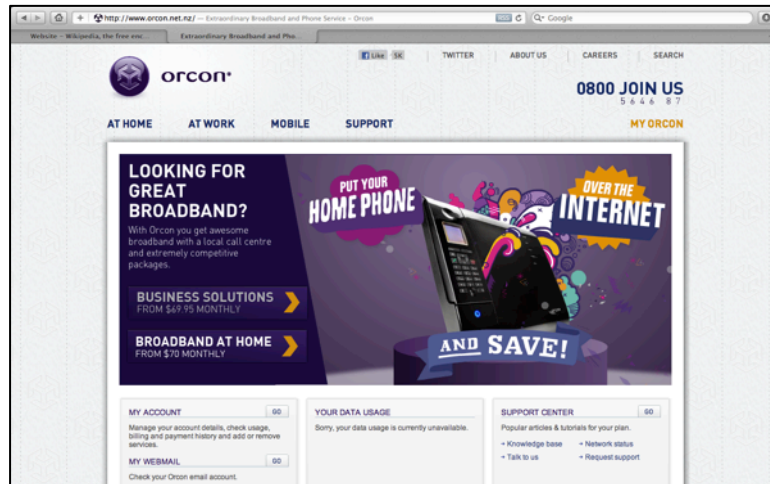 http://www.orcon.net.nz/ — Extraordinary Broadband and Phone Service – Orcon
Google
Website – Wikipedia, the free enc...
Extraordinary Broadband and Pho...
Like 5K TWITTER ABOUT US CAREERS SEARCH
orcon
0800 JOIN US
5646 87
AT HOME AT WORK MOBILE SUPPORT MY ORCON
LOOKING FOR
GREAT
BROADBAND?
With Orcon you get awesome
broadband with a local call centre
and extremely competitive
packages.
BUSINESS SOLUTIONS
FROM $69.95 MONTHLY
BROADBAND AT HOME
FROM $70 MONTHLY
PUT YOUR
HOME PHONE
OVER THE
INTERNET
AND SAVE!
MY ACCOUNT GO
Manage your account details, check usage,
billing and payment history and add or remove
services.
MY WEBMAIL GO
Check your Orcon email account.
YOUR DATA USAGE
Sorry, your data usage is currently unavailable.
SUPPORT CENTER GO
Popular articles & tutorials for your plan.
Knowledge base Network status
Talk to us Request support